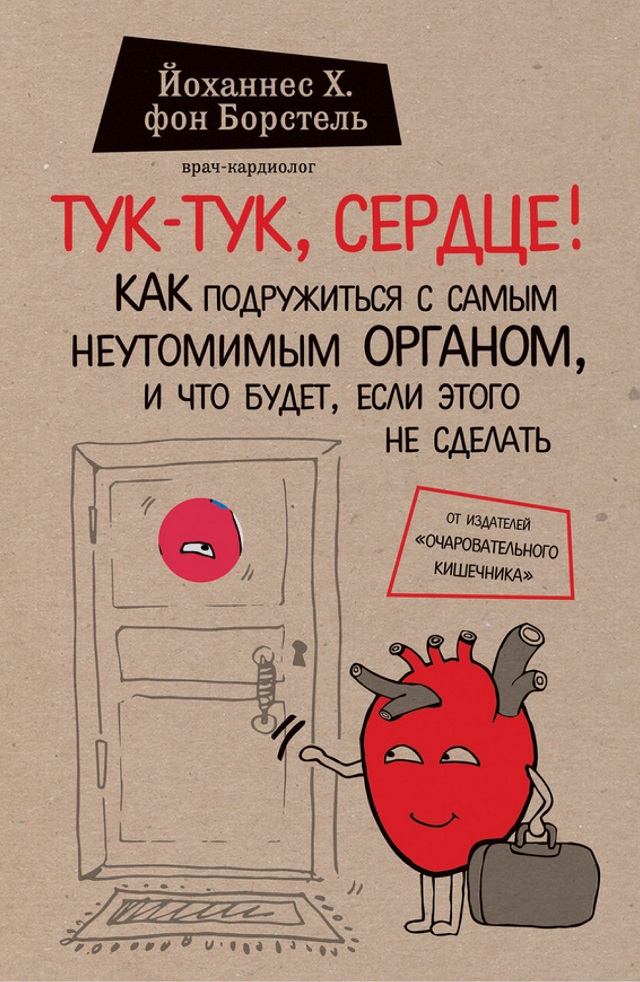 Йоханнес Х.
фон Борстель
врач-кардиолог
ТУК-ТУК, СЕРДЦЕ!
КАК ПОДРУЖИТЬСЯ С САМЫМ
НЕУТОМИМЫМ ОРГАНОМ,
И ЧТО БУДЕТ, ЕСЛИ ЭТОГО
НЕ СДЕЛАТЬ
ОТ ИЗДАТЕЛЕЙ
«ОЧАРОВАТЕЛЬНОГО
КИШЕЧНИКА»